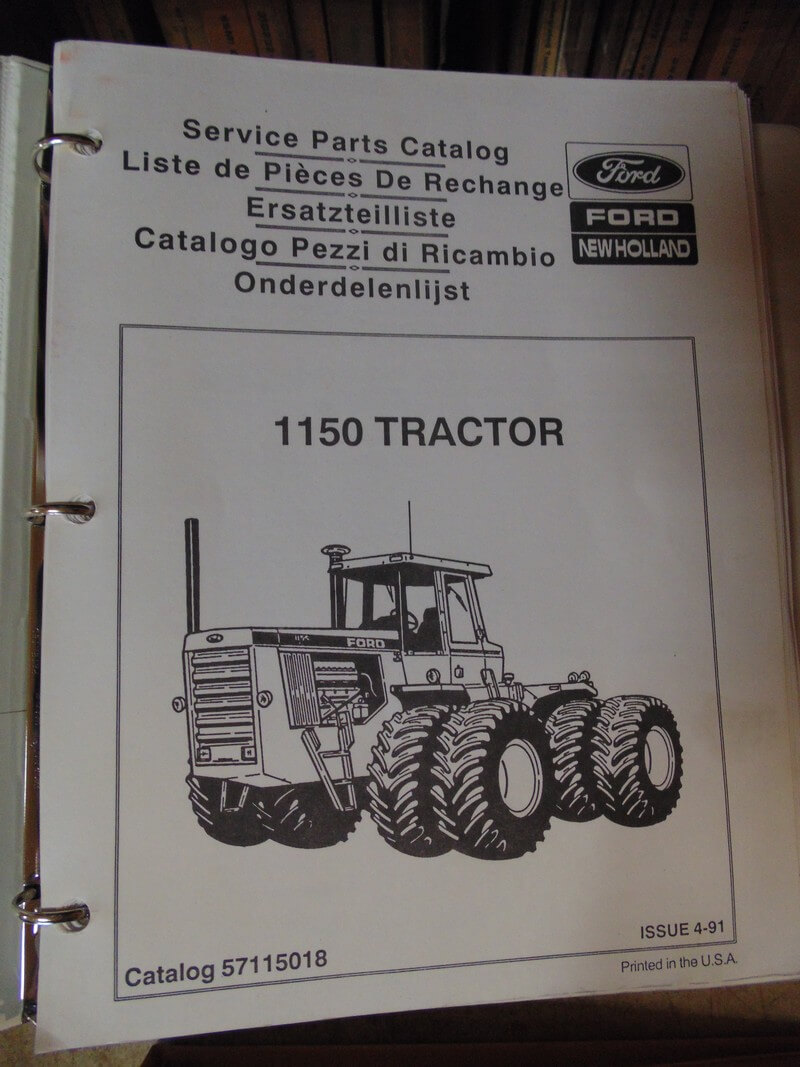 Service Parts Catalog
Liste de Pièces De Rechange
Ersatzteilliste
Catalogo Pezzi di Ricambio
Onderdelenlijst
Ford
FORD
NEW HOLLAND
1150 TRACTOR
FORD
ISSUE 4-91
Catalog 57115018
Printed in the U.S.A.